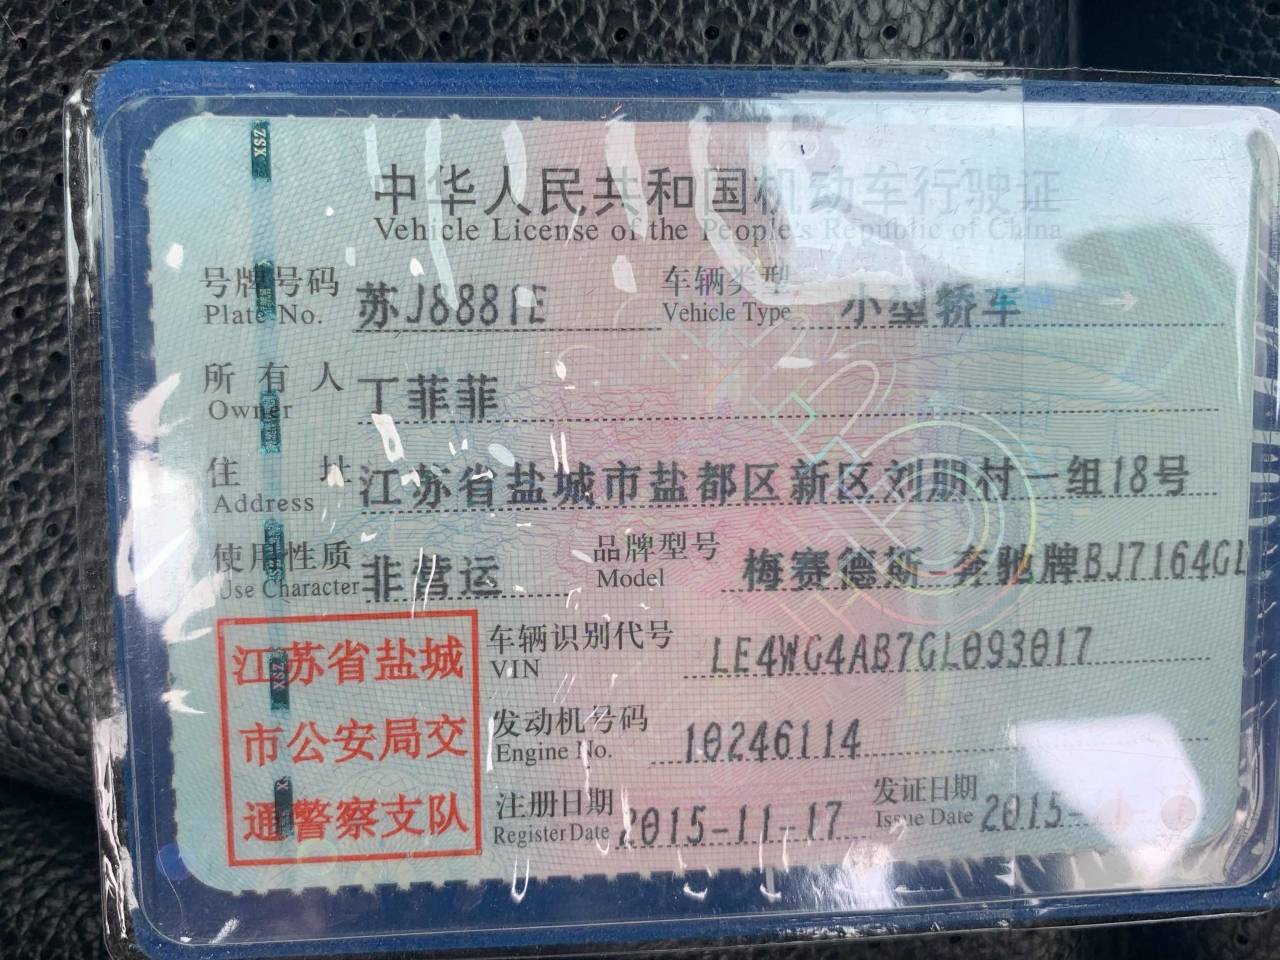 中华人民共和国机动车行驶证
Vehicle License of the People's Republic of China
号牌号码 苏J8881E 车辆类型 小型轿车
Plate No. Vehicle Type
所有人 丁菲菲
Owner
住址 江苏省盐城市盐都区新区刘朋村一组18号
Address
使用性质 非营运 品牌型号 梅赛德斯-奔驰牌BJ7164GL
Use Character Model
江苏省盐城
市公安局交
通警察支队
车辆识别代号 LE4WG4AB7GL093017
VIN
发动机号码 10246114
Engine No.
注册日期 2015-11-17 发证日期 2015-
Register Date Issue Date
XSZ
XSZ